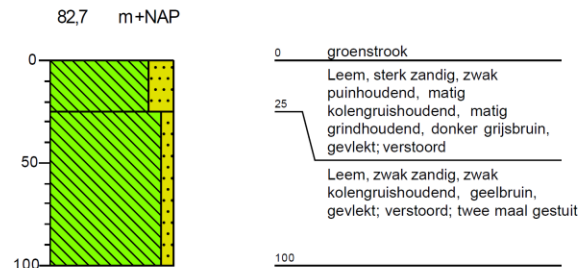 82,7 m+NAP
0
50
100
0 groenstrook
Leem, sterk zandig, zwak
puinhoudend, matig
kolengruishoudend, matig
25
grindhoudend, donker grijsbruin,
gevlekt; verstoord
Leem, zwak zandig, zwak
kolengruishoudend, geelbruin,
gevlekt; verstoord; twee maal gestuit
100